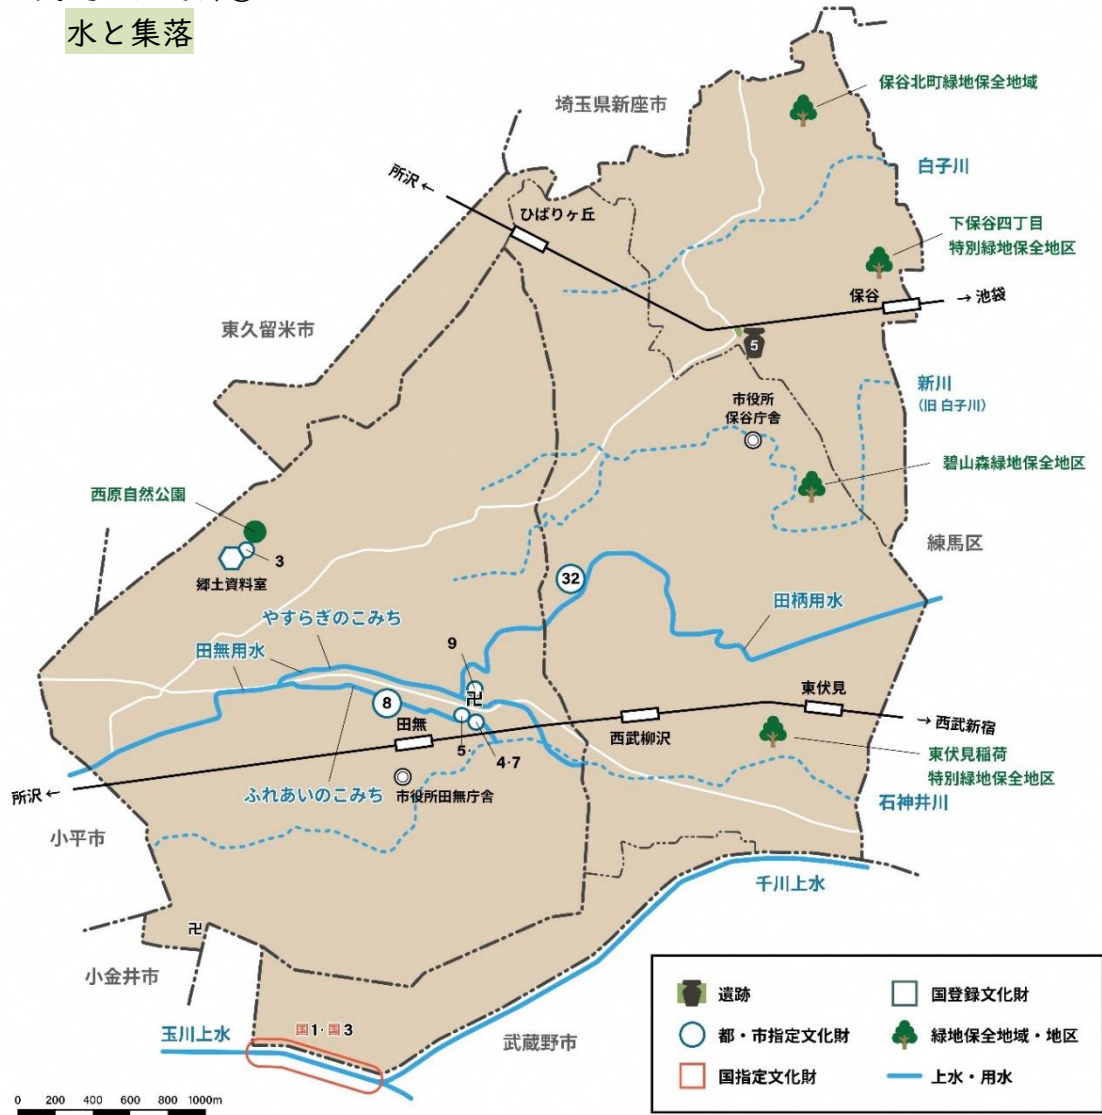 水と集落
保谷北町緑地保全地域
埼玉県新座市
白子川
所沢 ←
ひばりヶ丘
下保谷四丁目
特別緑地保全地区
保谷
→ 池袋
東久留米市
5
新川
(旧 白子川)
市役所
保谷庁舎
碧山森緑地保全地区
西原自然公園
3
郷土資料室
練馬区
32
やすらぎのこみち
田柄用水
田無用水
9
卍
8
田無
東伏見
→ 西武新宿
5
4·7
西武柳沢
東伏見稲荷
特別緑地保全地区
所沢 ←
ふれあいのこみち
市役所田無庁舎
石神井川
小平市
千川上水
卍
小金井市
玉川上水
国1·国3
武蔵野市
遺跡
国登録文化財
都・市指定文化財
緑地保全地域・地区
国指定文化財
上水・用水
0 200 400 600 800 1000m